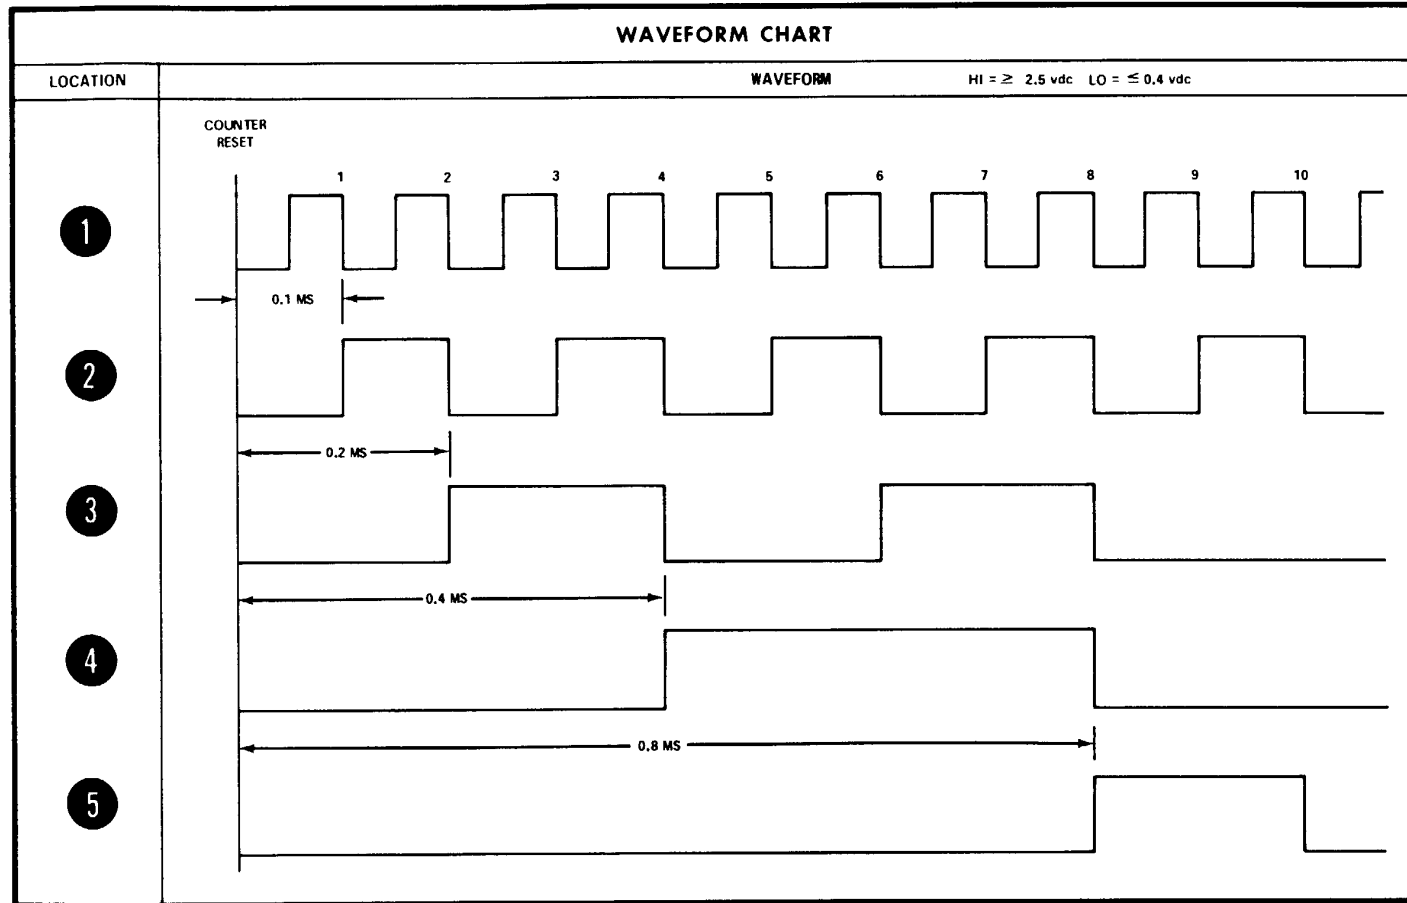 WAVEFORM CHART
LOCATION
WAVEFORM HI = ≥ 2.5 vdc LO = ≤ 0.4 vdc
COUNTER
RESET
1 2 3 4 5 6 7 8 9 10
1
0.1 MS
2
0.2 MS
3
0.4 MS
4
0.8 MS
5